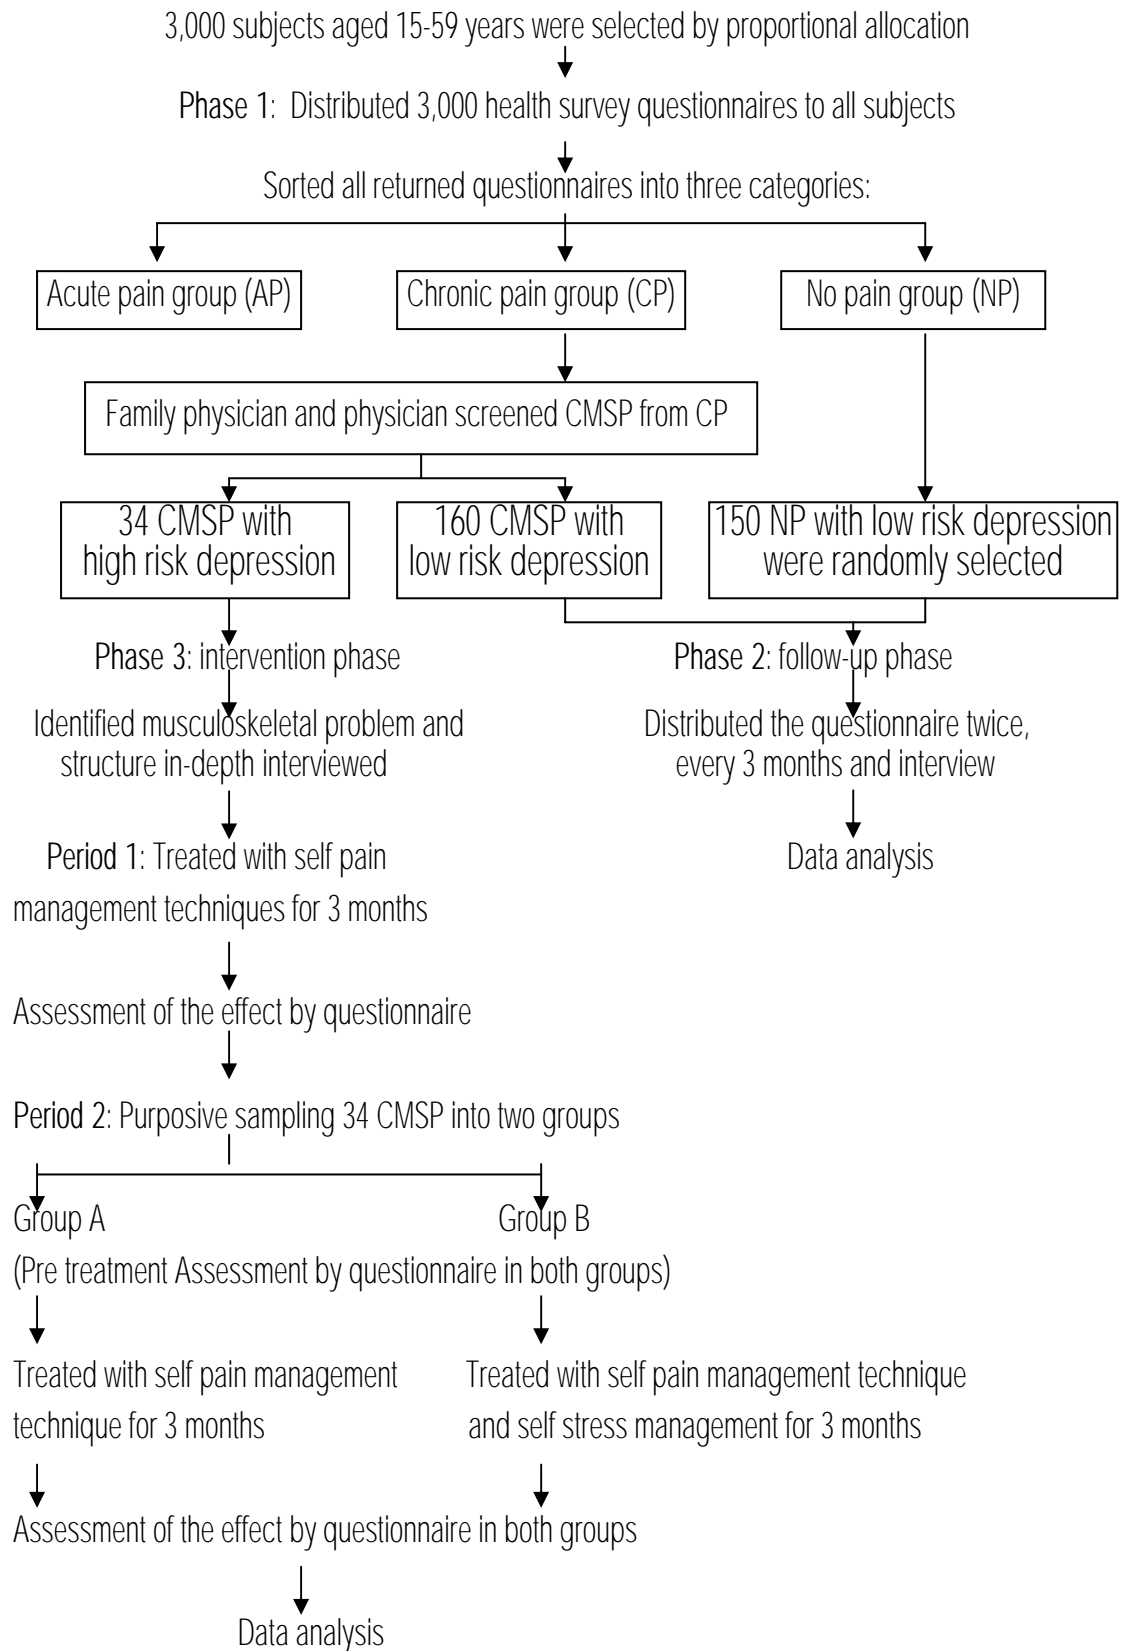 3,000 subjects aged 15-59 years were selected by proportional allocation
Phase 1: Distributed 3,000 health survey questionnaires to all subjects
Sorted all returned questionnaires into three categories:
Acute pain group (AP)
Chronic pain group (CP)
No pain group (NP)
Family physician and physician screened CMSP from CP
34 CMSP with
high risk depression
160 CMSP with
low risk depression
150 NP with low risk depression
were randomly selected
Phase 3: intervention phase
Phase 2: follow-up phase
Identified musculoskeletal problem and
structure in-depth interviewed
Distributed the questionnaire twice,
every 3 months and interview
Period 1: Treated with self pain
management techniques for 3 months
Data analysis
Assessment of the effect by questionnaire
Period 2: Purposive sampling 34 CMSP into two groups
Group A
Group B
(Pre treatment Assessment by questionnaire in both groups)
Treated with self pain management
technique for 3 months
Treated with self pain management technique
and self stress management for 3 months
Assessment of the effect by questionnaire in both groups
Data analysis